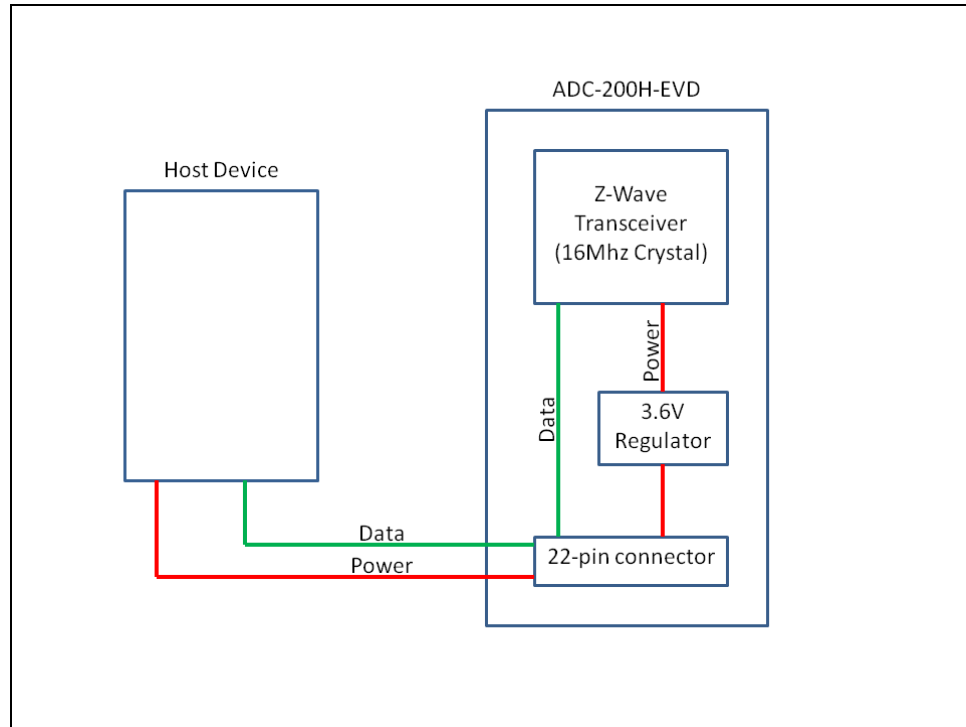 ADC-200H-EVD
Host Device
Z-Wave
Transceiver
(16Mhz Crystal)
Data
Power
3.6V
Regulator
Data
Power
22-pin connector